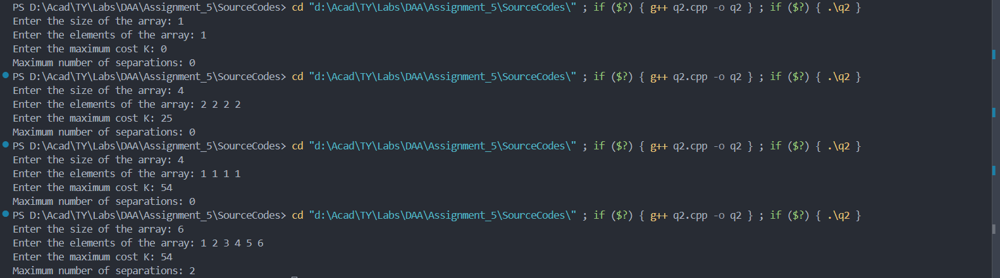 PS D:\Acad\TY\Labs\DAA\Assignment_5\SourceCodes> cd "d:\Acad\TY\Labs\DAA\Assignment_5\SourceCodes\" ; if ($?) { g++ q2.cpp -o q2 } ; if ($?) { .\q2 }
Enter the size of the array: 1
Enter the elements of the array: 1
Enter the maximum cost K: 0
Maximum number of separations: 0
PS D:\Acad\TY\Labs\DAA\Assignment_5\SourceCodes> cd "d:\Acad\TY\Labs\DAA\Assignment_5\SourceCodes\" ; if ($?) { g++ q2.cpp -o q2 } ; if ($?) { .\q2 }
Enter the size of the array: 4
Enter the elements of the array: 2 2 2 2
Enter the maximum cost K: 25
Maximum number of separations: 0
PS D:\Acad\TY\Labs\DAA\Assignment_5\SourceCodes> cd "d:\Acad\TY\Labs\DAA\Assignment_5\SourceCodes\" ; if ($?) { g++ q2.cpp -o q2 } ; if ($?) { .\q2 }
Enter the size of the array: 4
Enter the elements of the array: 1 1 1 1
Enter the maximum cost K: 54
Maximum number of separations: 0
PS D:\Acad\TY\Labs\DAA\Assignment_5\SourceCodes> cd "d:\Acad\TY\Labs\DAA\Assignment_5\SourceCodes\" ; if ($?) { g++ q2.cpp -o q2 } ; if ($?) { .\q2 }
Enter the size of the array: 6
Enter the elements of the array: 1 2 3 4 5 6
Enter the maximum cost K: 54
Maximum number of separations: 2